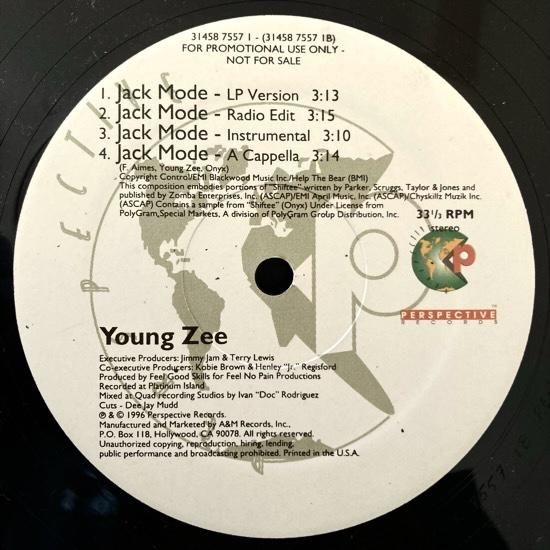 31458 7557 1 - (31458 7557 1B)
FOR PROMOTIONAL USE ONLY -
NOT FOR SALE
1. Jack Mode - LP Version 3:13
2. Jack Mode - Radio Edit 3:15
3. Jack Mode - Instrumental 3:10
4. Jack Mode - A Cappella 3:14
(F. Aimes, Young Zee, Onyx)
Copyright Control/EMI Blackwood Music Inc./Help The Bear (BMI)
This composition embodies portions of "Shiftee" written by Parker, Scruggs, Taylor & Jones and
published by Zomba Enterprises, Inc. (ASCAP)/EMI April Music, Inc. (ASCAP)/Chyskillz Muzik Inc.
(ASCAP) Contains a sample from "Shiftee" (Onyx) Under License from
PolyGram,Special Markets, A division of PolyGram Group Distribution, Inc.
33 1/3 RPM
stereo
P E C T I V E
p
p
PERSPECTIVE
RECORDS
TM
Young Zee
Executive Producers: Jimmy Jam & Terry Lewis
Co-executive Producers: Kobie Brown & Henley "Jr." Regisford
Produced by Feel Good Skills for Feel No Pain Productions
Recorded at Platinum Island
Mixed at Quad recording Studios by Ivan "Doc" Rodriguez
Cuts - Dee Jay Mudd
℗ & © 1996 Perspective Records.
Manufactured and Marketed by A&M Records, Inc.,
P.O. Box 118, Hollywood, CA 90078. All rights reserved.
Unauthorized copying, reproduction, hiring, lending,
public performance and broadcasting prohibited. Printed in the U.S.A.